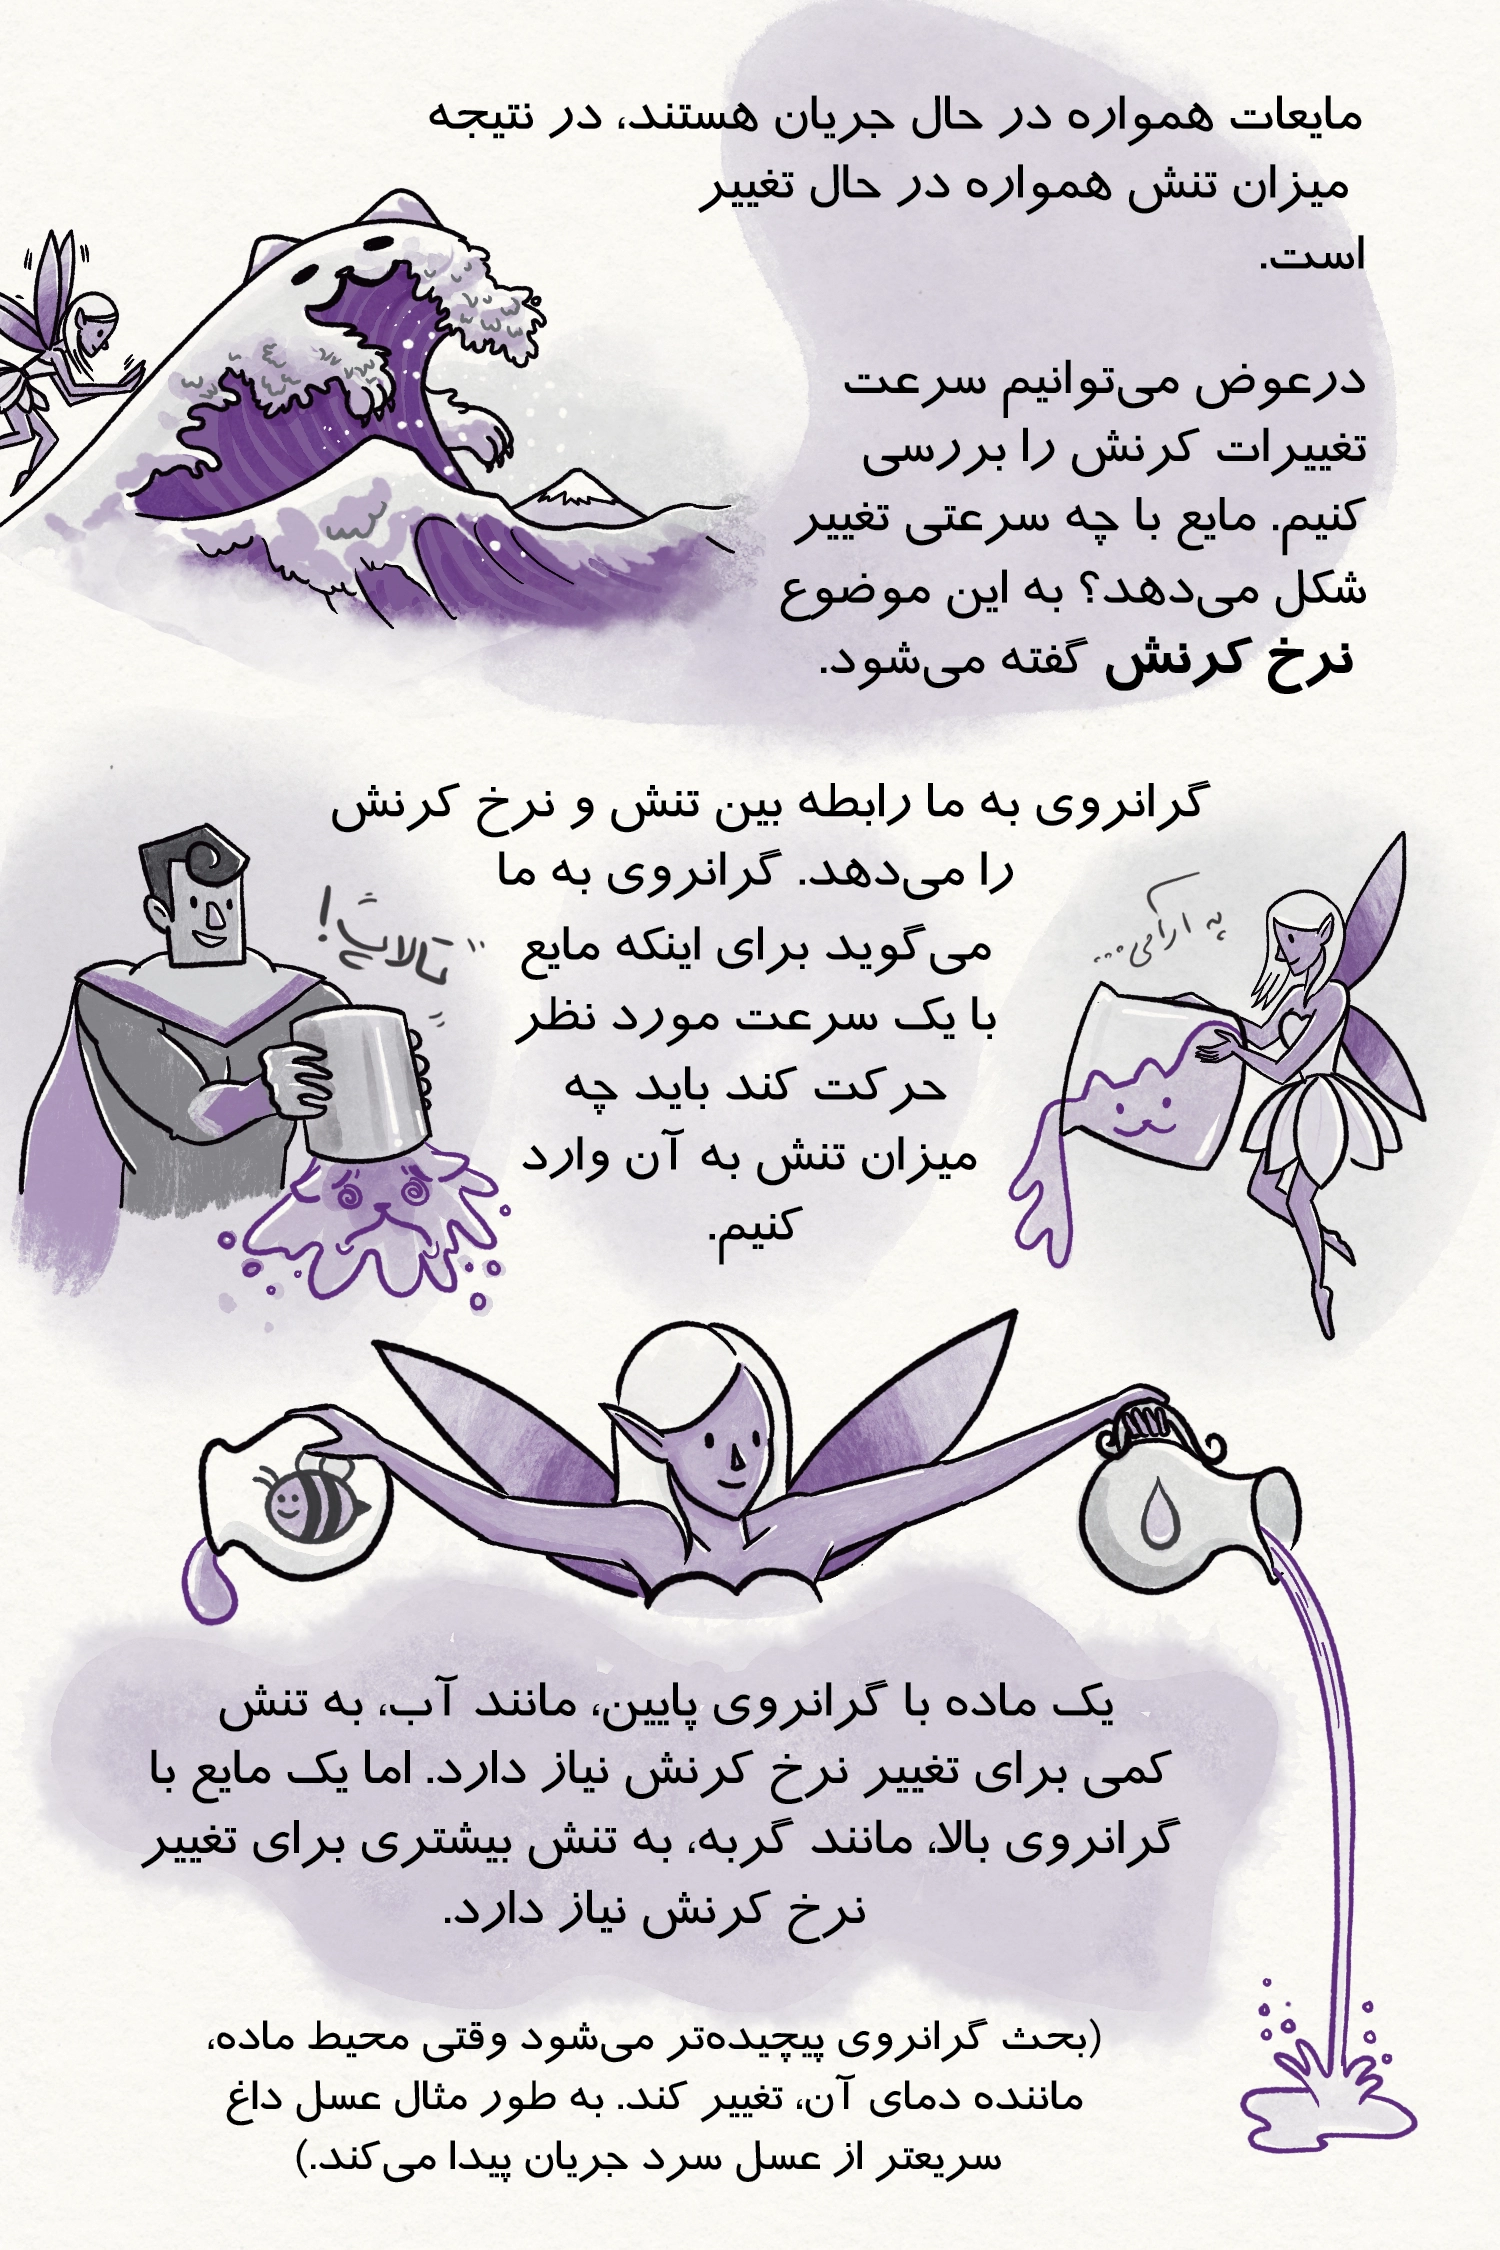 مایعات همواره در حال جریان هستند، در نتیجه
میزان تنش همواره در حال تغییر
است.
درعوض می‌توانیم سرعت
تغییرات کرنش را بررسی
کنیم. مایع با چه سرعتی تغییر
شکل می‌دهد؟ به این موضوع
نرخ کرنش گفته می‌شود.
گرانروی به ما رابطه بین تنش و نرخ کرنش
را می‌دهد. گرانروی به ما
می‌گوید برای اینکه مایع
با یک سرعت مورد نظر
حرکت کند باید چه
میزان تنش به آن وارد
کنیم.
به آرامی...
تالاپ!
یک ماده با گرانروی پایین، مانند آب، به تنش
کمی برای تغییر نرخ کرنش نیاز دارد. اما یک مایع با
گرانروی بالا، مانند گربه، به تنش بیشتری برای تغییر
نرخ کرنش نیاز دارد.
(بحث گرانروی پیچیده‌تر می‌شود وقتی محیط ماده،
ماننده دمای آن، تغییر کند. به طور مثال عسل داغ
سریعتر از عسل سرد جریان پیدا می‌کند.)